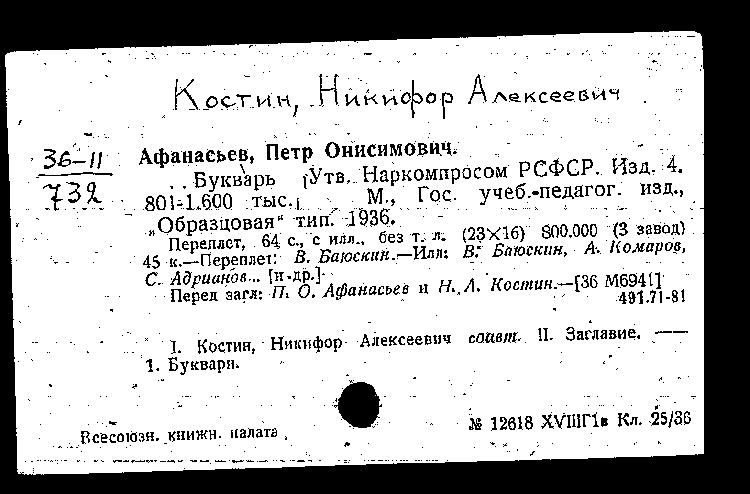 Костин, Никифор Алексеевич
36-11
732
Афанасьев, Петр Онисимович.
Букварь Утв. Наркомпросом РСФСР. Изд. 4.
801-1.600 тыс. М., Гос. учеб.-педагог. изд.,
„Образцовая“ тип. 1936.
Переплет, 64 с., с илл., без т. л. (23×16) 800.000 (3 завод)
45 к.—Переплет: В. Баюскин.—Илл: В. Баюскин, А. Комаров,
С. Адрианов... [и др.]
Перед загл: П. О. Афанасьев и Н. А. Костин.—[36 М6941]
491.71-81
I. Костин, Никифор Алексеевич соавт. II. Заглавие. —
1. Буквари.
Всесоюзн. книжн. палата
№ 12618 XVIIIГ1в Кл. 25/36